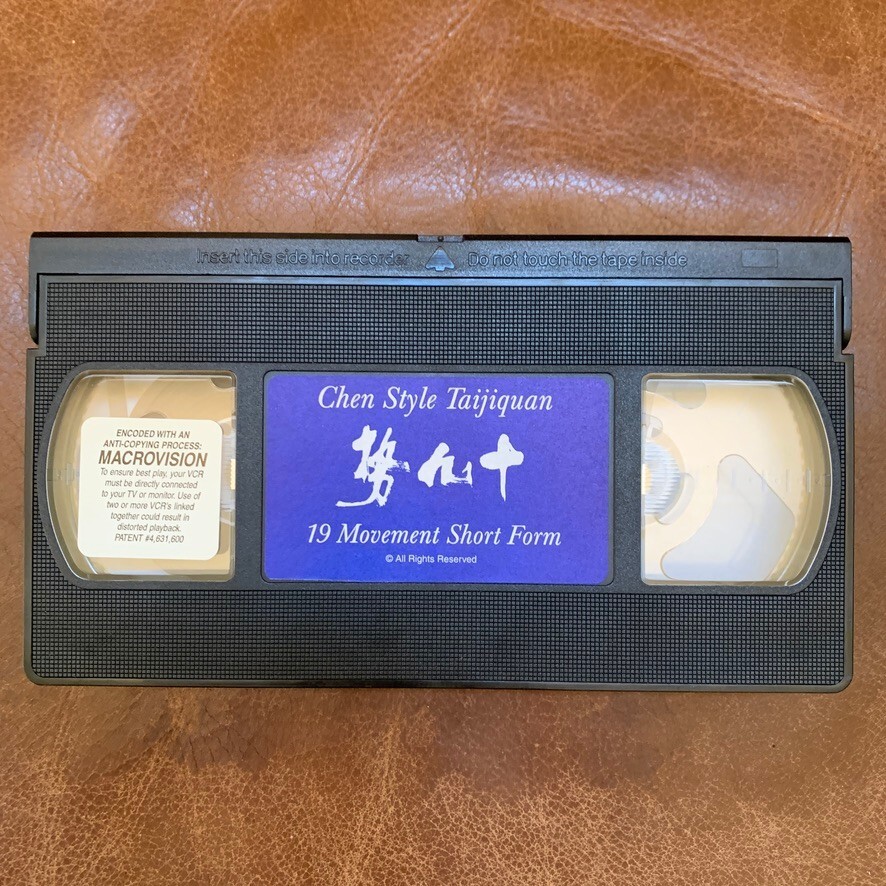 Insert this side into recorder Do not touch the tape inside
ENCODED WITH AN
ANTI-COPYING PROCESS:
MACROVISION
To ensure best play, your VCR
must be directly connected
to your TV or monitor. Use of
two or more VCR's linked
together could result in
distorted playback.
PATENT #4,631,600
Chen Style Taijiquan
十九势
19 Movement Short Form
© All Rights Reserved